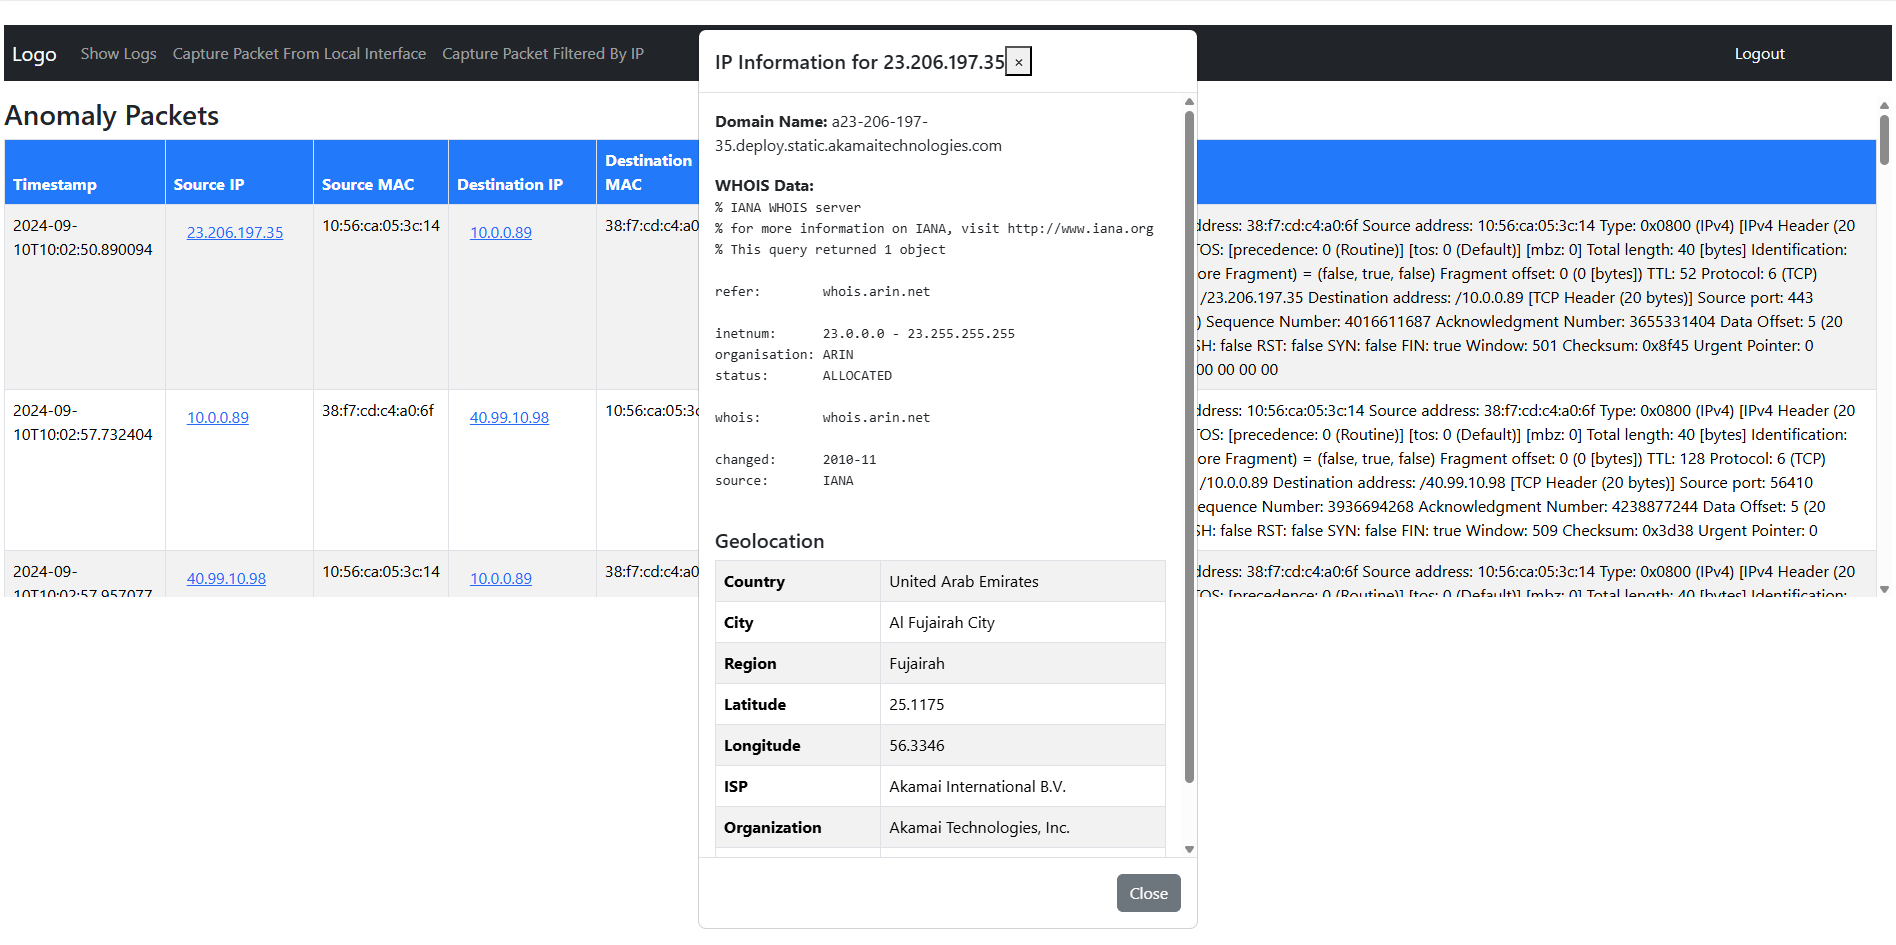 Logo Show Logs Capture Packet From Local Interface Capture Packet Filtered By IP Logout
Anomaly Packets
Timestamp Source IP Source MAC Destination IP Destination MAC
2024-09-
10T10:02:50.890094
23.206.197.35
10:56:ca:05:3c:14
10.0.0.89
38:f7:cd:c4:a0
address: 38:f7:cd:c4:a0:6f Source address: 10:56:ca:05:3c:14 Type: 0x0800 (IPv4) [IPv4 Header (20
TOS: [precedence: 0 (Routine)] [tos: 0 (Default)] [mbz: 0] Total length: 40 [bytes] Identification:
ore Fragment) = (false, true, false) Fragment offset: 0 (0 [bytes]) TTL: 52 Protocol: 6 (TCP)
/23.206.197.35 Destination address: /10.0.0.89 [TCP Header (20 bytes)] Source port: 443
) Sequence Number: 4016611687 Acknowledgment Number: 3655331404 Data Offset: 5 (20
SH: false RST: false SYN: false FIN: true Window: 501 Checksum: 0x8f45 Urgent Pointer: 0
00 00 00 00
2024-09-
10T10:02:57.732404
10.0.0.89
38:f7:cd:c4:a0:6f
40.99.10.98
10:56:ca:05:3c
ddress: 10:56:ca:05:3c:14 Source address: 38:f7:cd:c4:a0:6f Type: 0x0800 (IPv4) [IPv4 Header (20
TOS: [precedence: 0 (Routine)] [tos: 0 (Default)] [mbz: 0] Total length: 40 [bytes] Identification:
ore Fragment) = (false, true, false) Fragment offset: 0 (0 [bytes]) TTL: 128 Protocol: 6 (TCP)
/10.0.0.89 Destination address: /40.99.10.98 [TCP Header (20 bytes)] Source port: 56410
equence Number: 3936694268 Acknowledgment Number: 4238877244 Data Offset: 5 (20
SH: false RST: false SYN: false FIN: true Window: 509 Checksum: 0x3d38 Urgent Pointer: 0
2024-09-
10T10:02:57.957077
40.99.10.98
10:56:ca:05:3c:14
10.0.0.89
38:f7:cd:c4:a0
ddress: 38:f7:cd:c4:a0:6f Source address: 10:56:ca:05:3c:14 Type: 0x0800 (IPv4) [IPv4 Header (20
TOS: [precedence: 0 (Routine)] [tos: 0 (Default)] [mbz: 0] Total length: 40 [bytes] Identification:
IP Information for 23.206.197.35 ×
Domain Name: a23-206-197-
35.deploy.static.akamaitechnologies.com
WHOIS Data:
% IANA WHOIS server
% for more information on IANA, visit http://www.iana.org
% This query returned 1 object
refer: whois.arin.net
inetnum: 23.0.0.0 - 23.255.255.255
organisation: ARIN
status: ALLOCATED
whois: whois.arin.net
changed: 2010-11
source: IANA
Geolocation
Country United Arab Emirates
City Al Fujairah City
Region Fujairah
Latitude 25.1175
Longitude 56.3346
ISP Akamai International B.V.
Organization Akamai Technologies, Inc.
Close